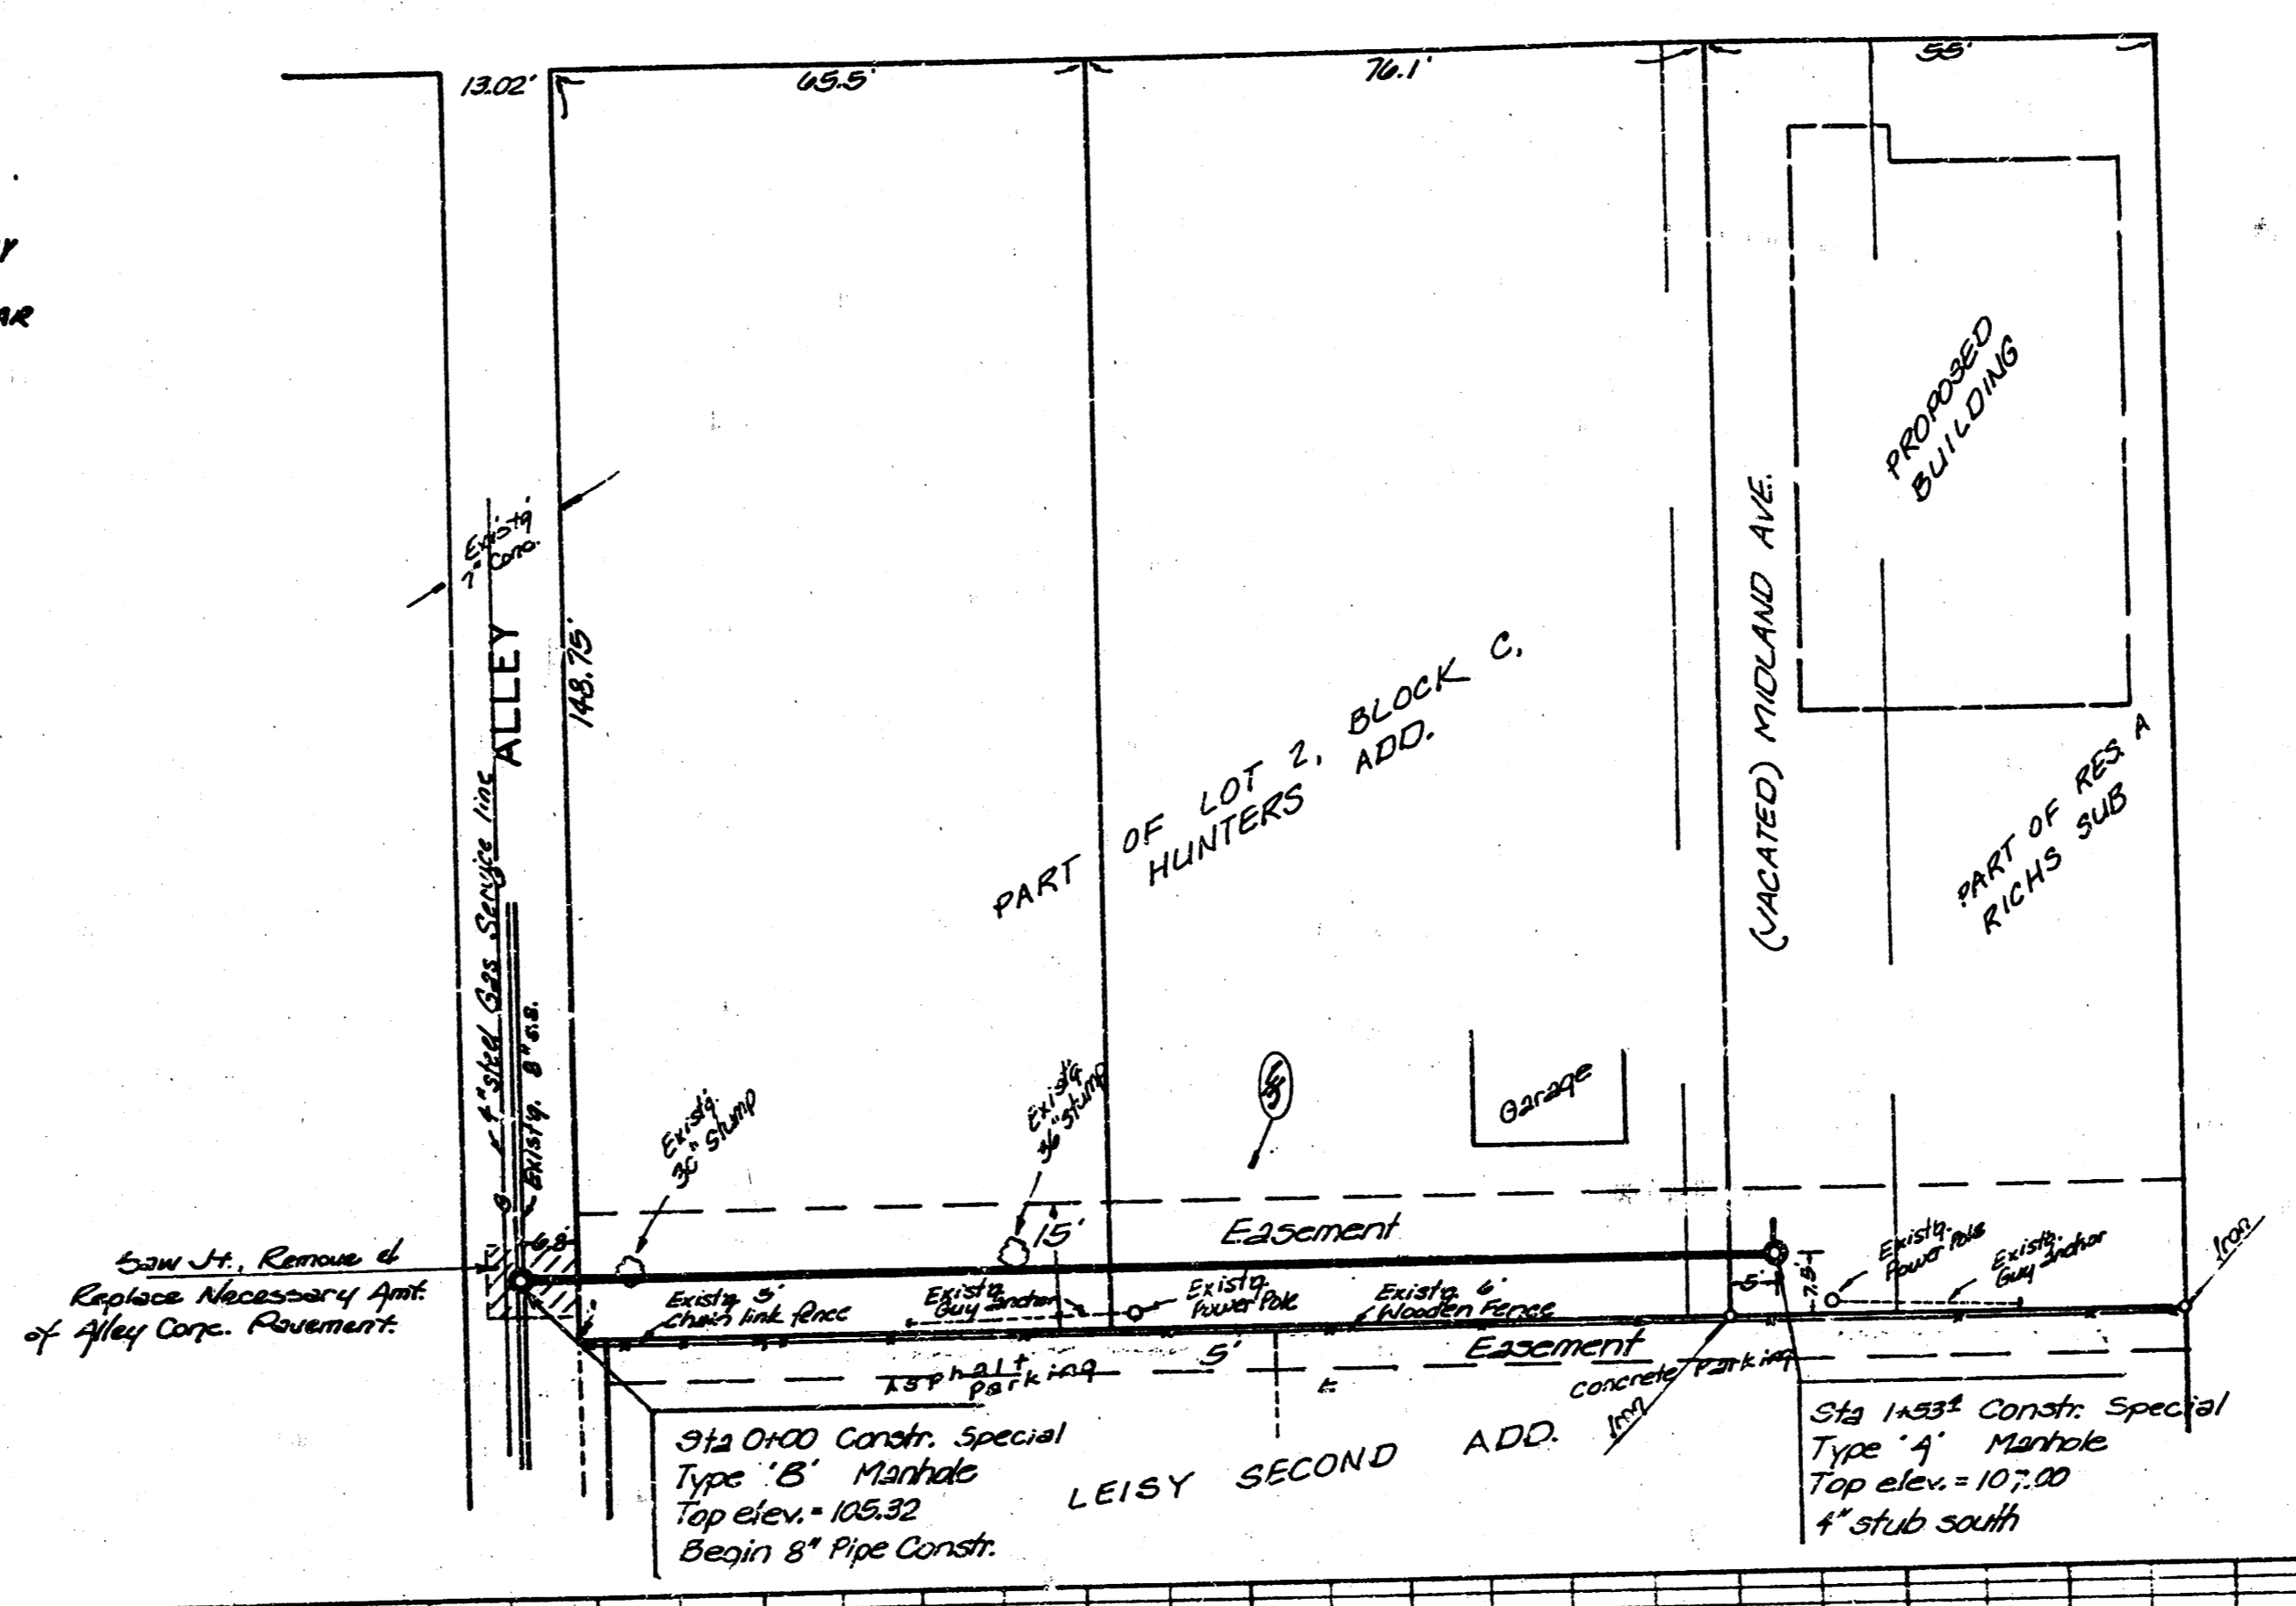 13.02'
65.5'
76.1'
55'
Y
AR
PROPOSED
BUILDING
Existg.
7" Conc.
ALLEY
148.75'
(VACATED) MIDLAND AVE.
PART OF LOT 2, BLOCK C,
HUNTERS ADD.
PART OF RES. A
RICHS SUB
4" steel Gas Service line
Existg. 8" s.s.
Existg.
36" Stump
Existg.
36" Stump
Garage
6.8'
15'
Easement
Saw Jt., Remove &
Replace Necessary Amt.
of Alley Conc. Pavement.
Existg. 5'
chain link fence
Existg.
Guy anchor
Existg.
Power Pole
Existg. 6'
Wooden Fence
5'
7.5'
Existg.
Power Pole
Existg.
Guy anchor
Iron
Asphalt
Parking
5'
Easement
Concrete Parking
Iron
LEISY SECOND ADD.
Sta 0+00 Constr. Special
Type 'B' Manhole
Top elev. = 105.32
Begin 8" Pipe Constr.
Sta 1+53± Constr. Special
Type 'A' Manhole
Top elev. = 107.00
4" stub south